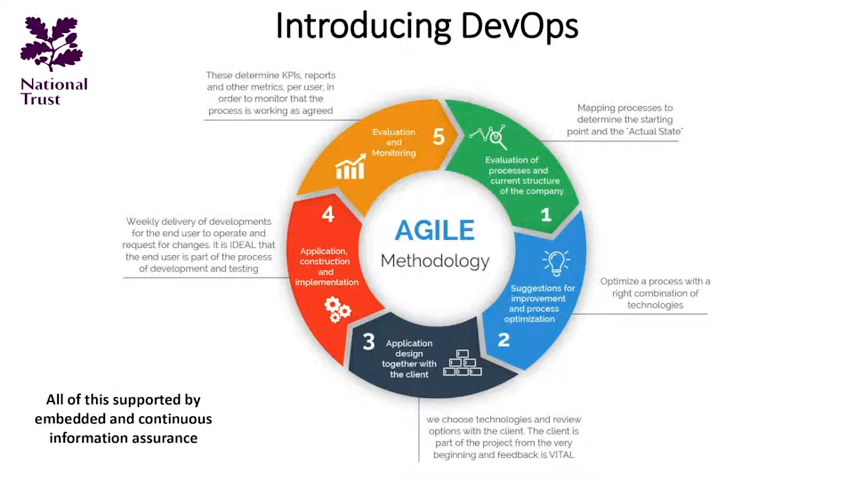 Introducing DevOps
National
Trust
These determine KPIs, reports
and other metrics, per user, in
order to monitor that the
process is working as agreed
Mapping processes to
determine the starting
point and the "Actual State"
Evaluation
and
Monitoring
5
Evaluation of
processes and
current structure
of the company
1
4
Application,
construction
and
implementation
Weekly delivery of developments
for the end user to operate and
request for changes. It is IDEAL that
the end user is part of the process
of development and testing
AGILE
Methodology
Suggestions for
improvement
and process
optimization
2
Optimize a process with a
right combination of
technologies
3
Application
design
together with
the client
we choose technologies and review
options with the client. The client is
part of the project from the very
beginning and feedback is VITAL.
All of this supported by
embedded and continuous
information assurance